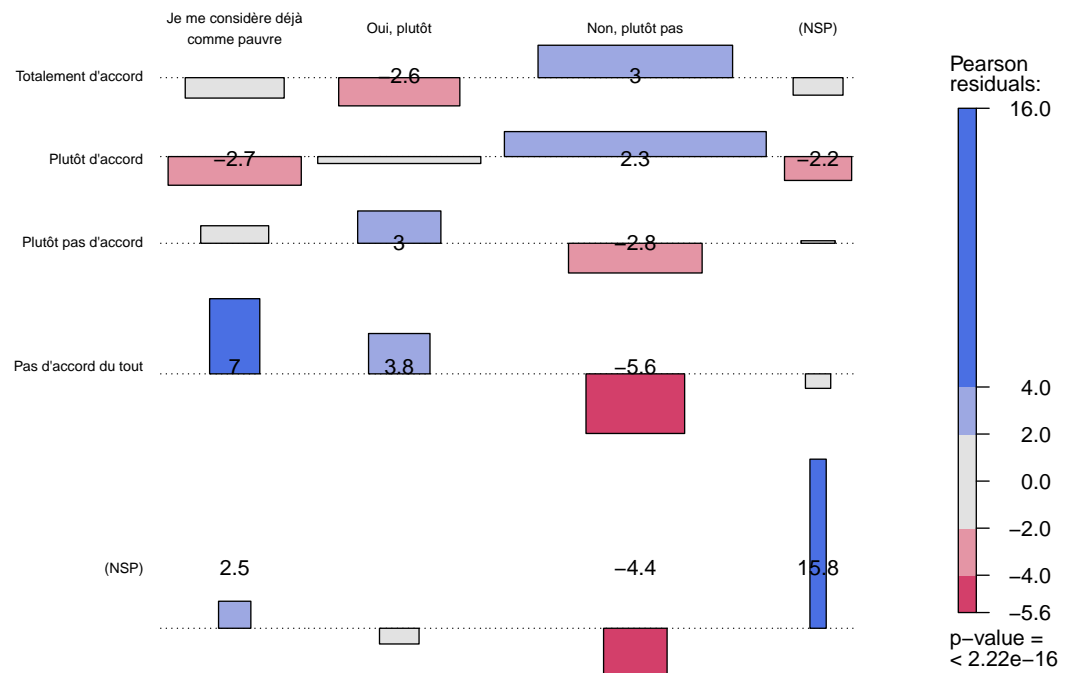 Je me considère déjà
comme pauvre
Oui, plutôt
Non, plutôt pas
(NSP)
Totalement d'accord
−2.6
3
Plutôt d'accord
−2.7
2.3
−2.2
Plutôt pas d'accord
3
−2.8
Pas d'accord du tout
7
3.8
−5.6
(NSP)
2.5
−4.4
15.8
Pearson
residuals:
16.0
4.0
2.0
0.0
−2.0
−4.0
−5.6
p−value =
< 2.22e−16